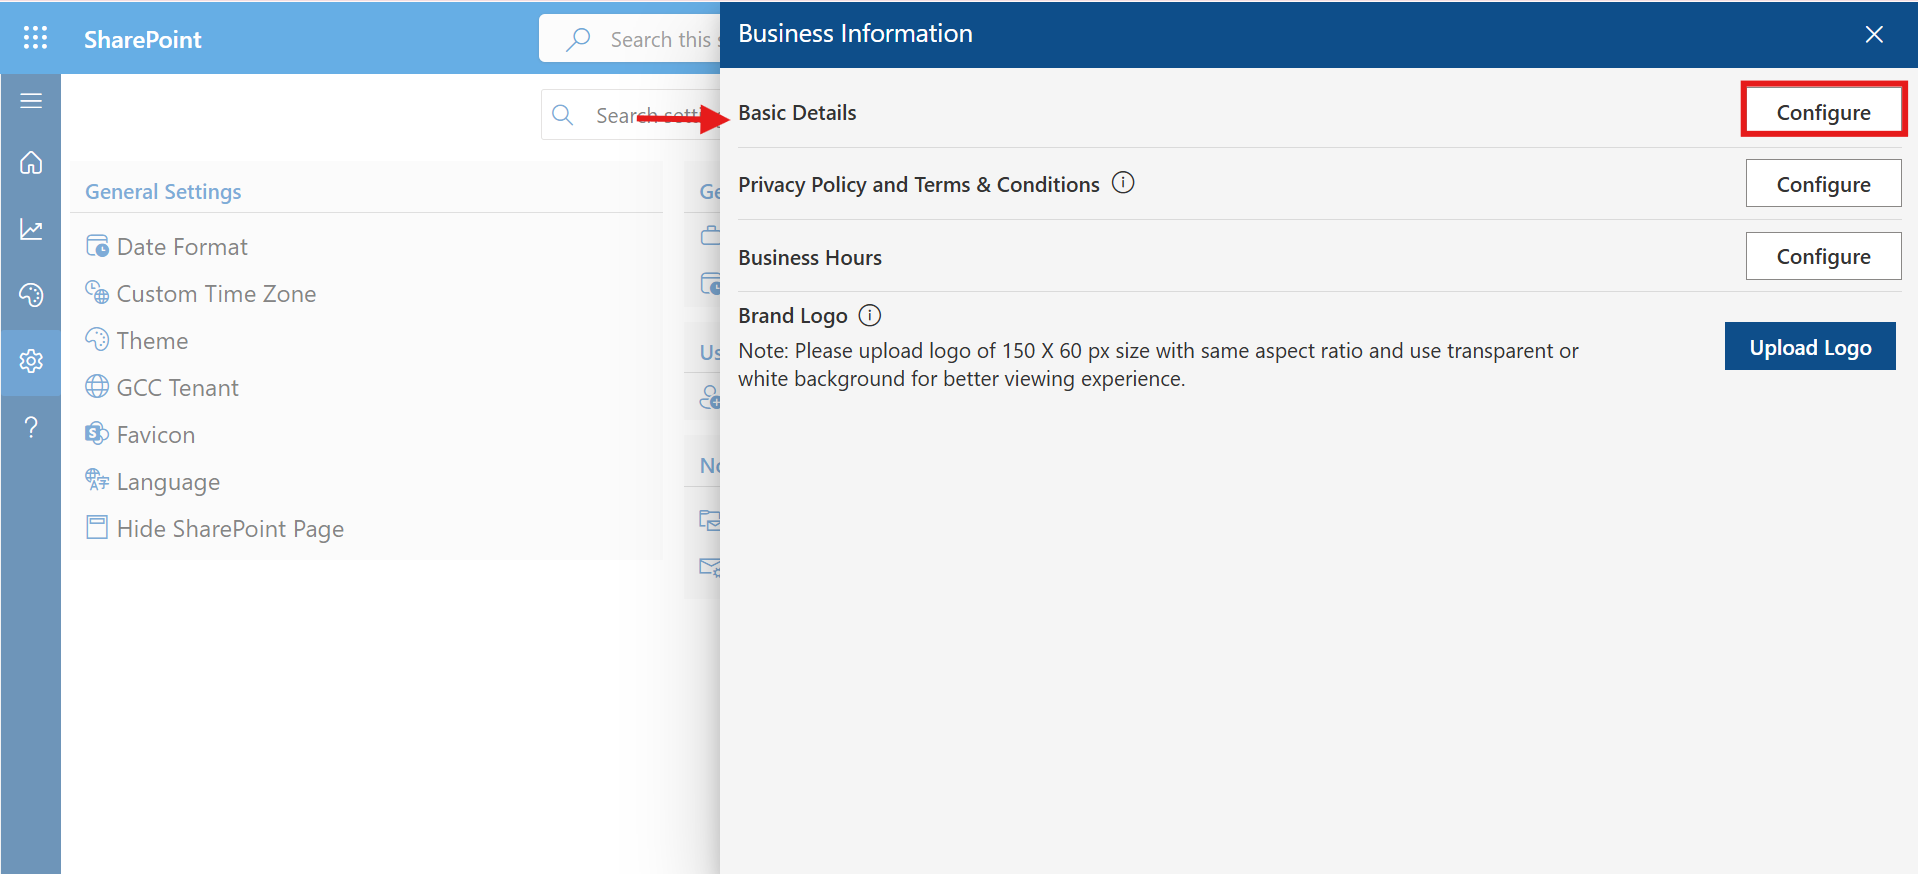 SharePoint
Search this
Search sett
General Settings
Date Format
Custom Time Zone
Theme
GCC Tenant
Favicon
Language
Hide SharePoint Page
Ge
Us
No
Business Information
Basic Details
Configure
Privacy Policy and Terms & Conditions
Configure
Business Hours
Configure
Brand Logo
Note: Please upload logo of 150 X 60 px size with same aspect ratio and use transparent or
white background for better viewing experience.
Upload Logo